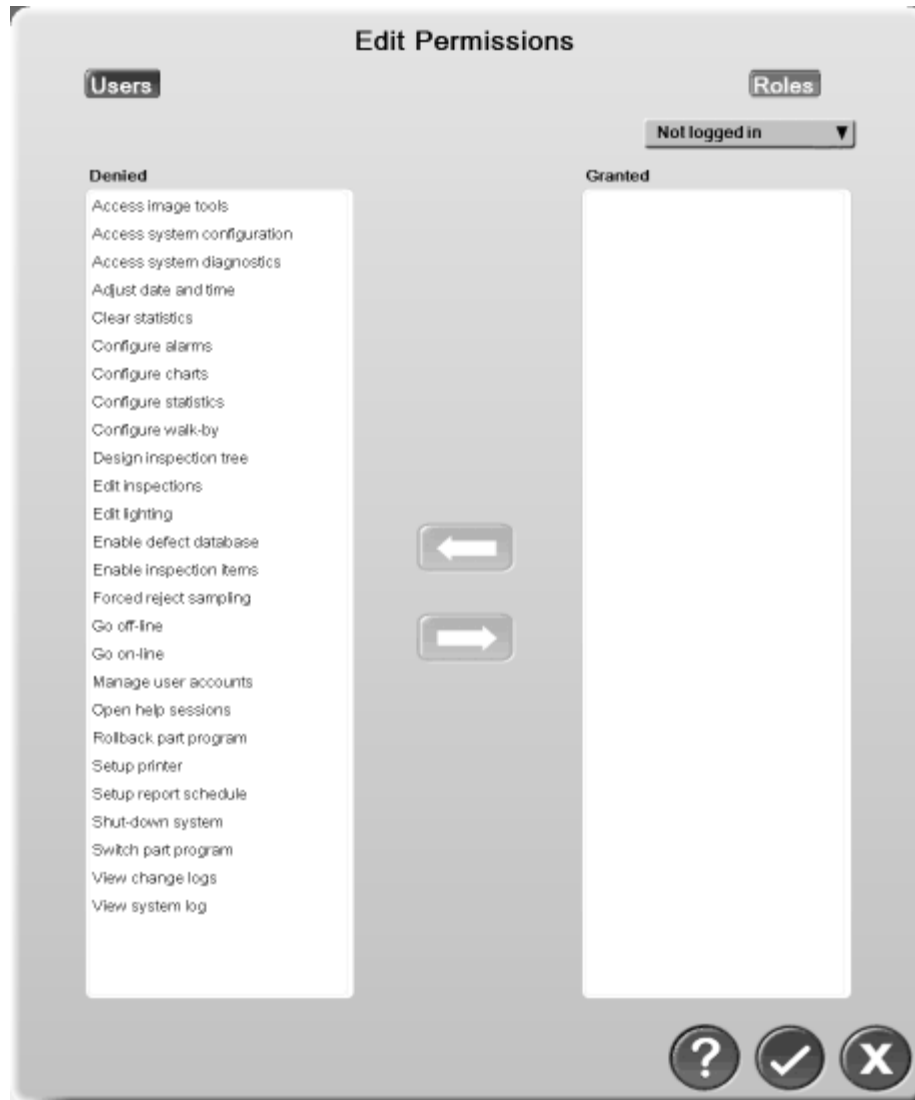 Edit Permissions
Users
Roles
Not logged in
Denied
Granted
Access image tools
Access system configuration
Access system diagnostics
Adjust date and time
Clear statistics
Configure alarms
Configure charts
Configure statistics
Configure walk-by
Design inspection tree
Edit inspections
Edit lighting
Enable defect database
Enable inspection items
Forced reject sampling
Go off-line
Go on-line
Manage user accounts
Open help sessions
Rollback part program
Setup printer
Setup report schedule
Shut-down system
Switch part program
View change logs
View system log
?
X